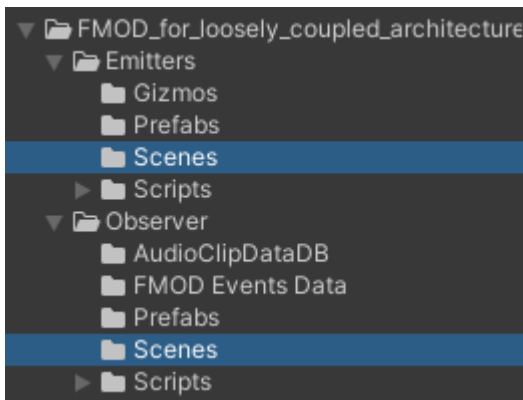 FMOD_for_loosely_coupled_architecture
Emitters
Gizmos
Prefabs
Scenes
Scripts
Observer
AudioClipDataDB
FMOD Events Data
Prefabs
Scenes
Scripts